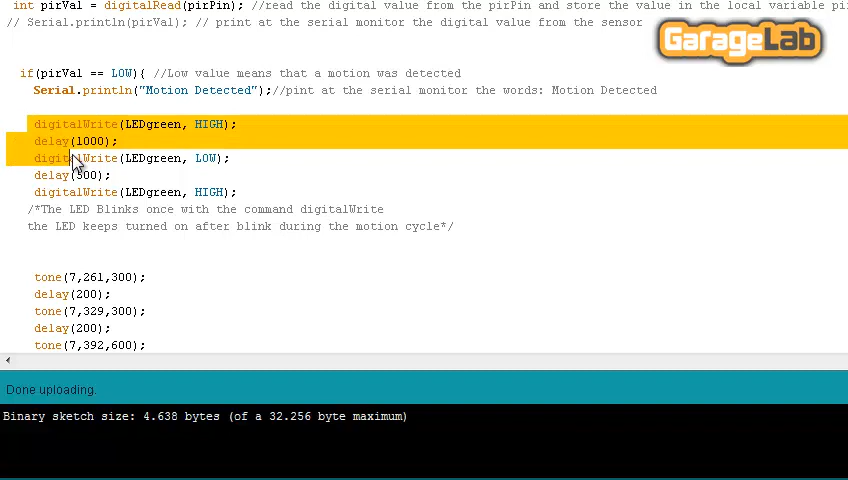 int pirVal = digitalRead(pirPin); //read the digital value from the pirPin and store the value in the local variable pi
// Serial.println(pirVal); // print at the serial monitor the digital value from the sensor
GarageLab
if(pirVal == LOW){ //Low value means that a motion was detected
Serial.println("Motion Detected");//pint at the serial monitor the words: Motion Detected
digitalWrite(LEDgreen, HIGH);
delay(1000);
digitalWrite(LEDgreen, LOW);
delay(500);
digitalWrite(LEDgreen, HIGH);
/*The LED Blinks once with the command digitalWrite
the LED keeps turned on after blink during the motion cycle*/
tone(7,261,300);
delay(200);
tone(7,329,300);
delay(200);
tone(7,392,600);
Done uploading.
Binary sketch size: 4.638 bytes (of a 32.256 byte maximum)